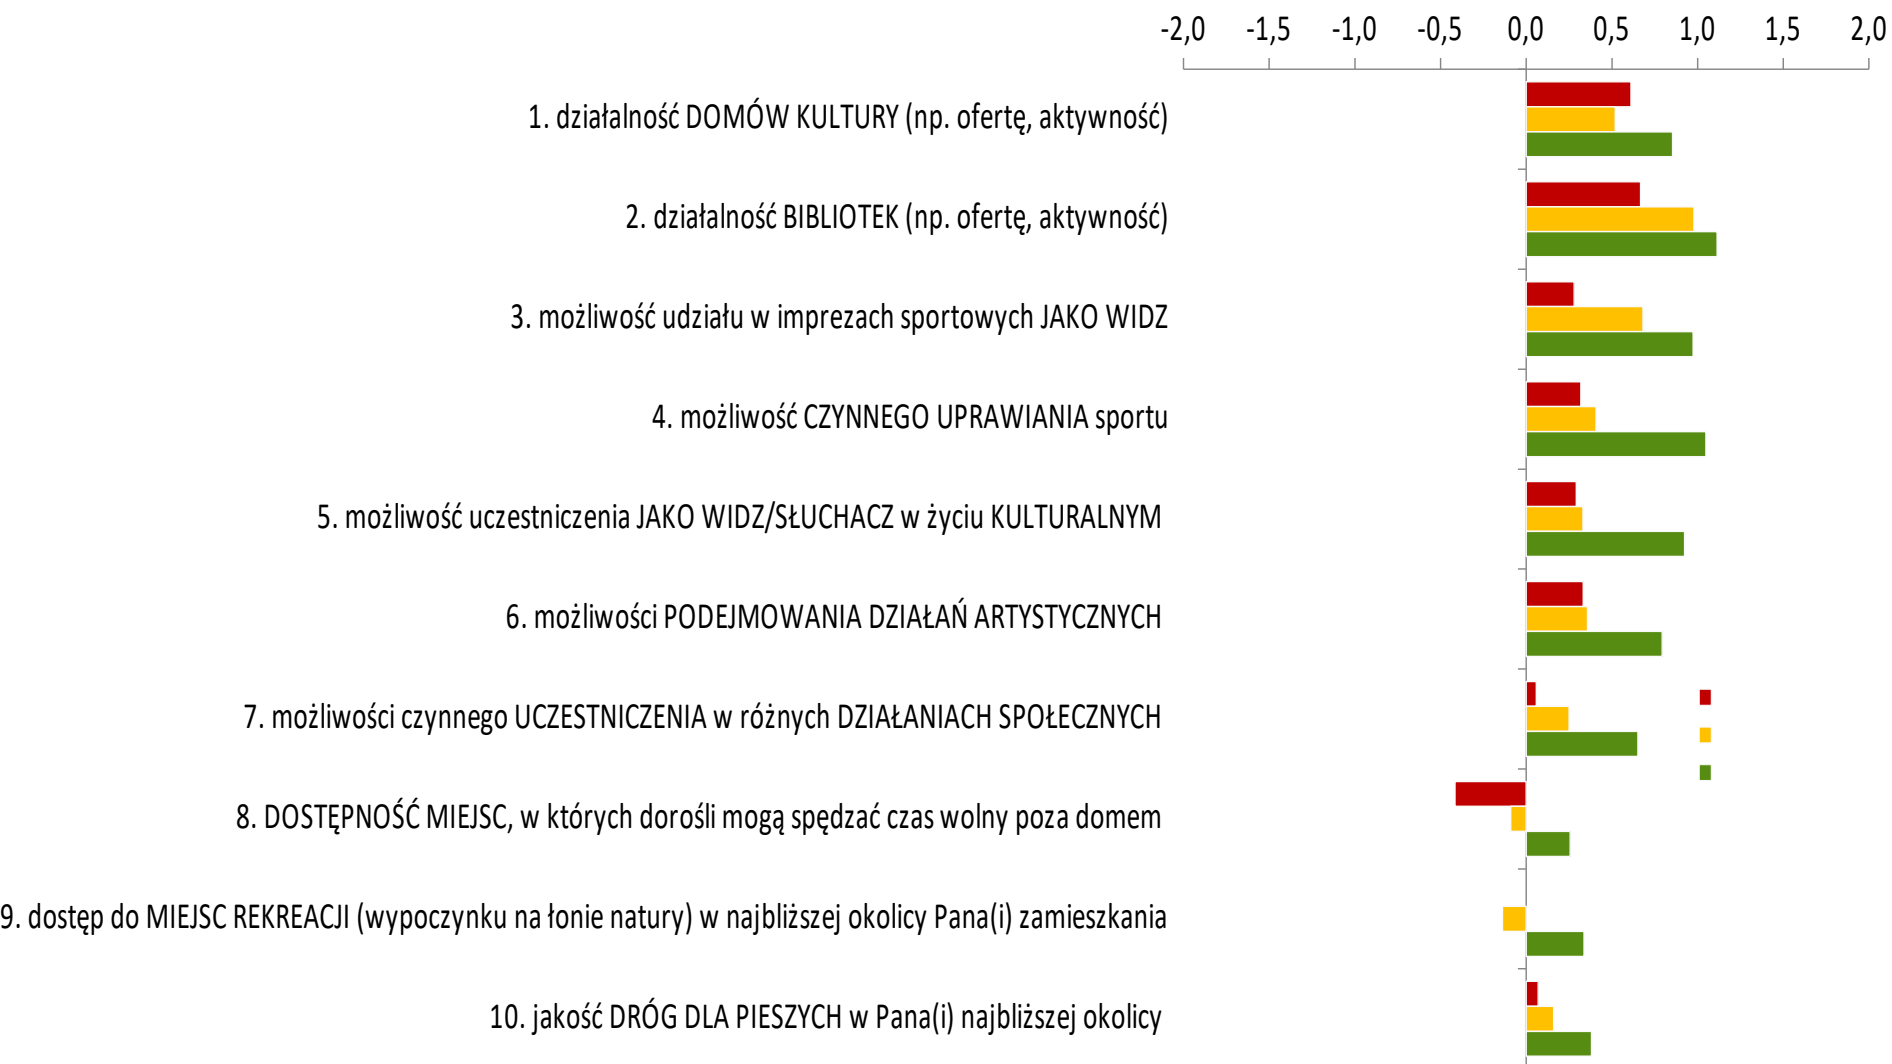 -2,0 -1,5 -1,0 -0,5 0,0 0,5 1,0 1,5 2,0
1. działalność DOMÓW KULTURY (np. ofertę, aktywność)
2. działalność BIBLIOTEK (np. ofertę, aktywność)
3. możliwość udziału w imprezach sportowych JAKO WIDZ
4. możliwość CZYNNEGO UPRAWIANIA sportu
5. możliwość uczestniczenia JAKO WIDZ/SŁUCHACZ w życiu KULTURALNYM
6. możliwości PODEJMOWANIA DZIAŁAŃ ARTYSTYCZNYCH
7. możliwości czynnego UCZESTNICZENIA w różnych DZIAŁANIACH SPOŁECZNYCH
8. DOSTĘPNOŚĆ MIEJSC, w których dorośli mogą spędzać czas wolny poza domem
9. dostęp do MIEJSC REKREACJI (wypoczynku na łonie natury) w najbliższej okolicy Pana(i) zamieszkania
10. jakość DRÓG DLA PIESZYCH w Pana(i) najbliższej okolicy